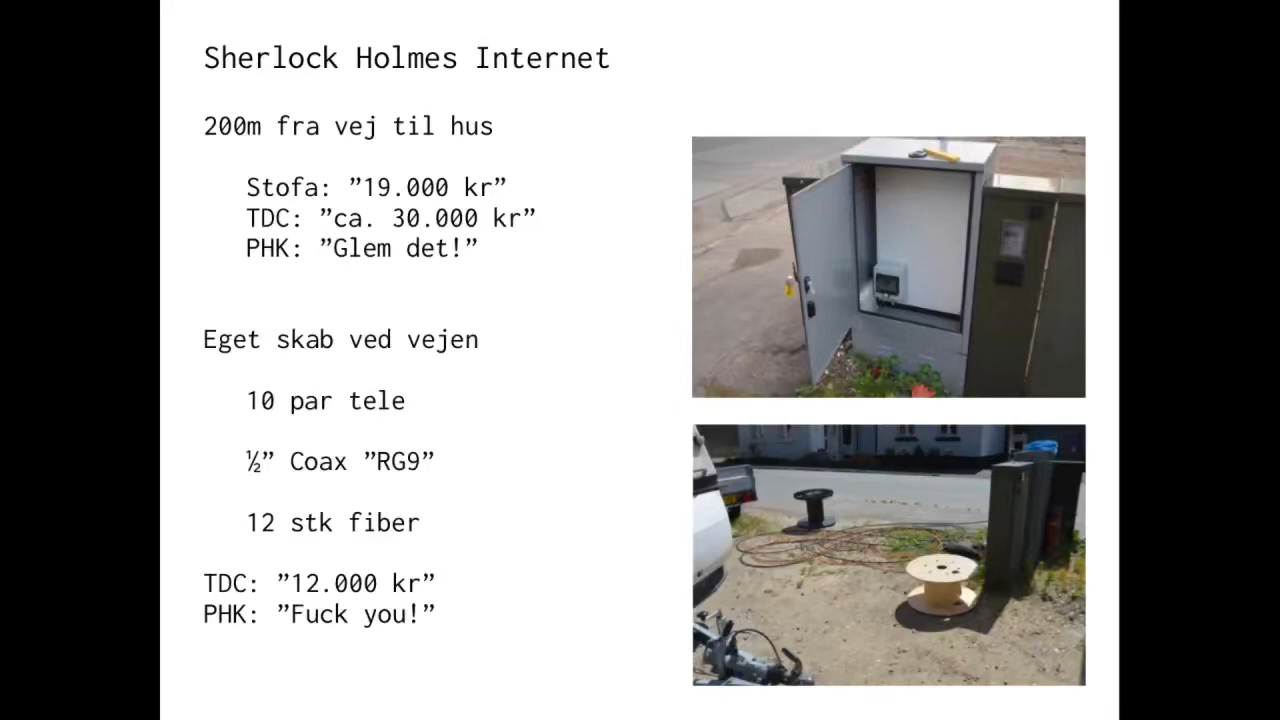 Sherlock Holmes Internet
200m fra vej til hus
Stofa: ”19.000 kr”
TDC: ”ca. 30.000 kr”
PHK: ”Glem det!”
Eget skab ved vejen
10 par tele
½” Coax ”RG9”
12 stk fiber
TDC: ”12.000 kr”
PHK: ”Fuck you!”